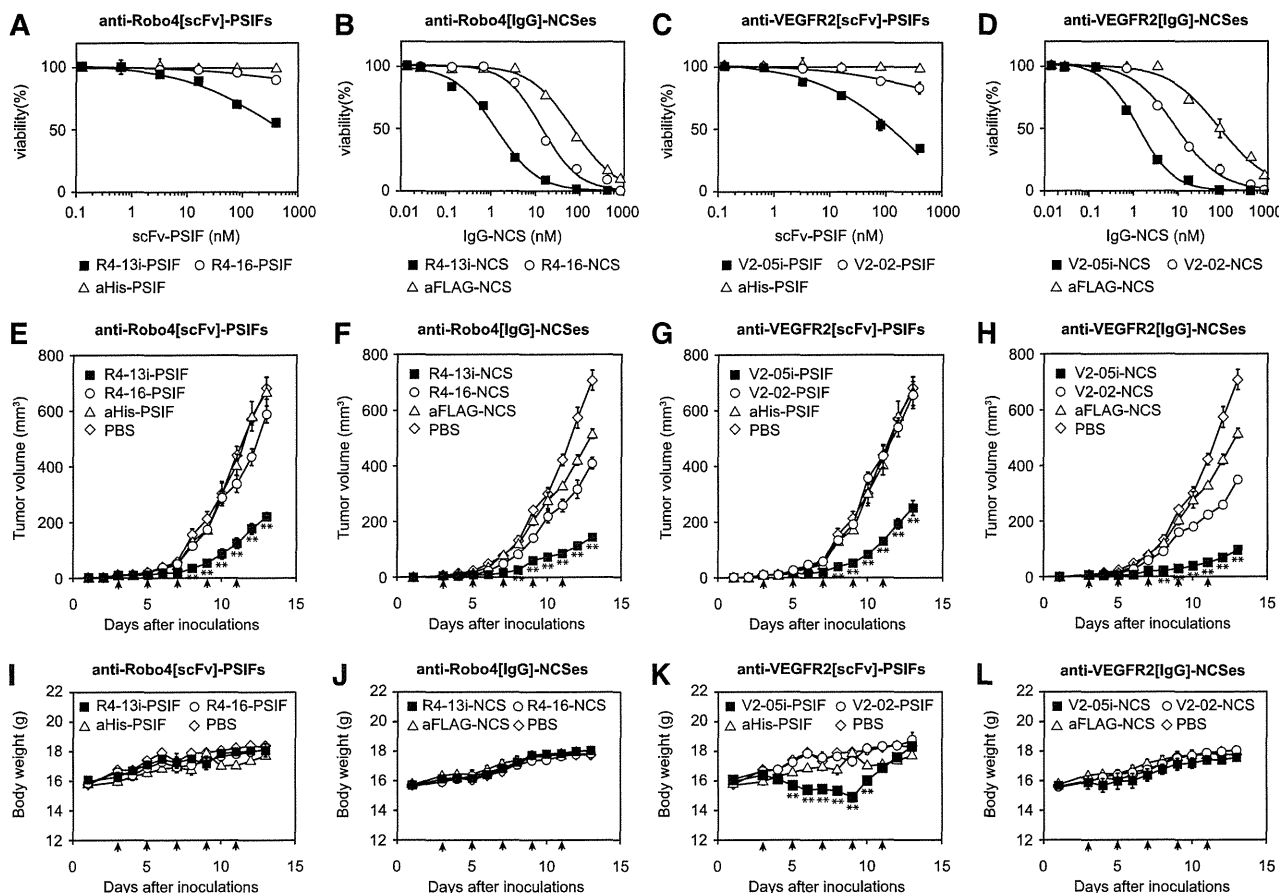 A anti-Robo4[scFv]-PSIFs
viability(%)
100
50
0
0.1 1 10 100 1000
scFv-PSIF (nM)
■ R4-13i-PSIF ○ R4-16-PSIF
△ aHis-PSIF
B anti-Robo4[IgG]-NCSes
viability(%)
100
50
0
0.01 0.1 1 10 100 1000
IgG-NCS (nM)
■ R4-13i-NCS ○ R4-16-NCS
△ aFLAG-NCS
C anti-VEGFR2[scFv]-PSIFs
viability(%)
100
50
0
0.1 1 10 100 1000
scFv-PSIF (nM)
■ V2-05i-PSIF ○ V2-02-PSIF
△ aHis-PSIF
D anti-VEGFR2[IgG]-NCSes
viability(%)
100
50
0
0.01 0.1 1 10 100 1000
IgG-NCS (nM)
■ V2-05i-NCS ○ V2-02-NCS
△ aFLAG-NCS
E anti-Robo4[scFv]-PSIFs
Tumor volume (mm³)
800
600
400
200
0
■ R4-13i-PSIF
○ R4-16-PSIF
△ aHis-PSIF
◇ PBS
** ** ** ** ** **
0 5 10 15
Days after inoculations
F anti-Robo4[IgG]-NCSes
Tumor volume (mm³)
800
600
400
200
0
■ R4-13i-NCS
○ R4-16-NCS
△ aFLAG-NCS
◇ PBS
** ** ** ** ** **
0 5 10 15
Days after inoculations
G anti-VEGFR2[scFv]-PSIFs
Tumor volume (mm³)
800
600
400
200
0
■ V2-05i-PSIF
○ V2-02-PSIF
△ aHis-PSIF
◇ PBS
** ** ** ** ** **
0 5 10 15
Days after inoculations
H anti-VEGFR2[IgG]-NCSes
Tumor volume (mm³)
800
600
400
200
0
■ V2-05i-NCS
○ V2-02-NCS
△ aFLAG-NCS
◇ PBS
** ** ** ** ** **
0 5 10 15
Days after inoculations
I anti-Robo4[scFv]-PSIFs
Body weight (g)
22
20
18
16
14
12
■ R4-13i-PSIF ○ R4-16-PSIF
△ aHis-PSIF ◇ PBS
0 5 10 15
Days after inoculations
J anti-Robo4[IgG]-NCSes
Body weight (g)
22
20
18
16
14
12
■ R4-13i-NCS ○ R4-16-NCS
△ aFLAG-NCS ◇ PBS
0 5 10 15
Days after inoculations
K anti-VEGFR2[scFv]-PSIFs
Body weight (g)
22
20
18
16
14
12
■ V2-05i-PSIF ○ V2-02-PSIF
△ aHis-PSIF ◇ PBS
** ** ** ** ** **
0 5 10 15
Days after inoculations
L anti-VEGFR2[IgG]-NCSes
Body weight (g)
22
20
18
16
14
12
■ V2-05i-NCS ○ V2-02-NCS
△ aFLAG-NCS ◇ PBS
0 5 10 15
Days after inoculations